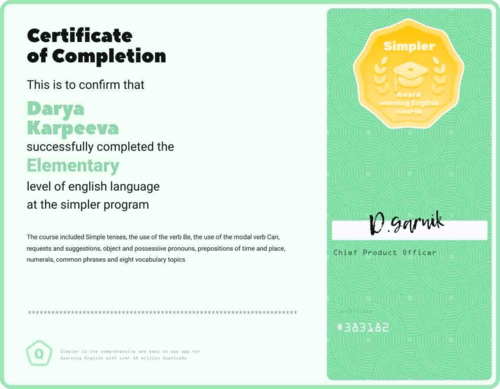 Certificate
of Completion
This is to confirm that
Darya
Karpeeva
successfully completed the
Elementary
level of english language
at the simpler program
The course included Simple tenses, the use of the verb Be, the use of the modal verb Can,
requests and suggestions, object and possessive pronouns, prepositions of time and place,
numerals, common phrases and eight vocabulary topics
Simpler is the comprehensive and easy to use app for
learning English with over 10 million downloads
Simpler
Award
winning English
D.Garnik
Chief Product Officer
Certificate
#383182